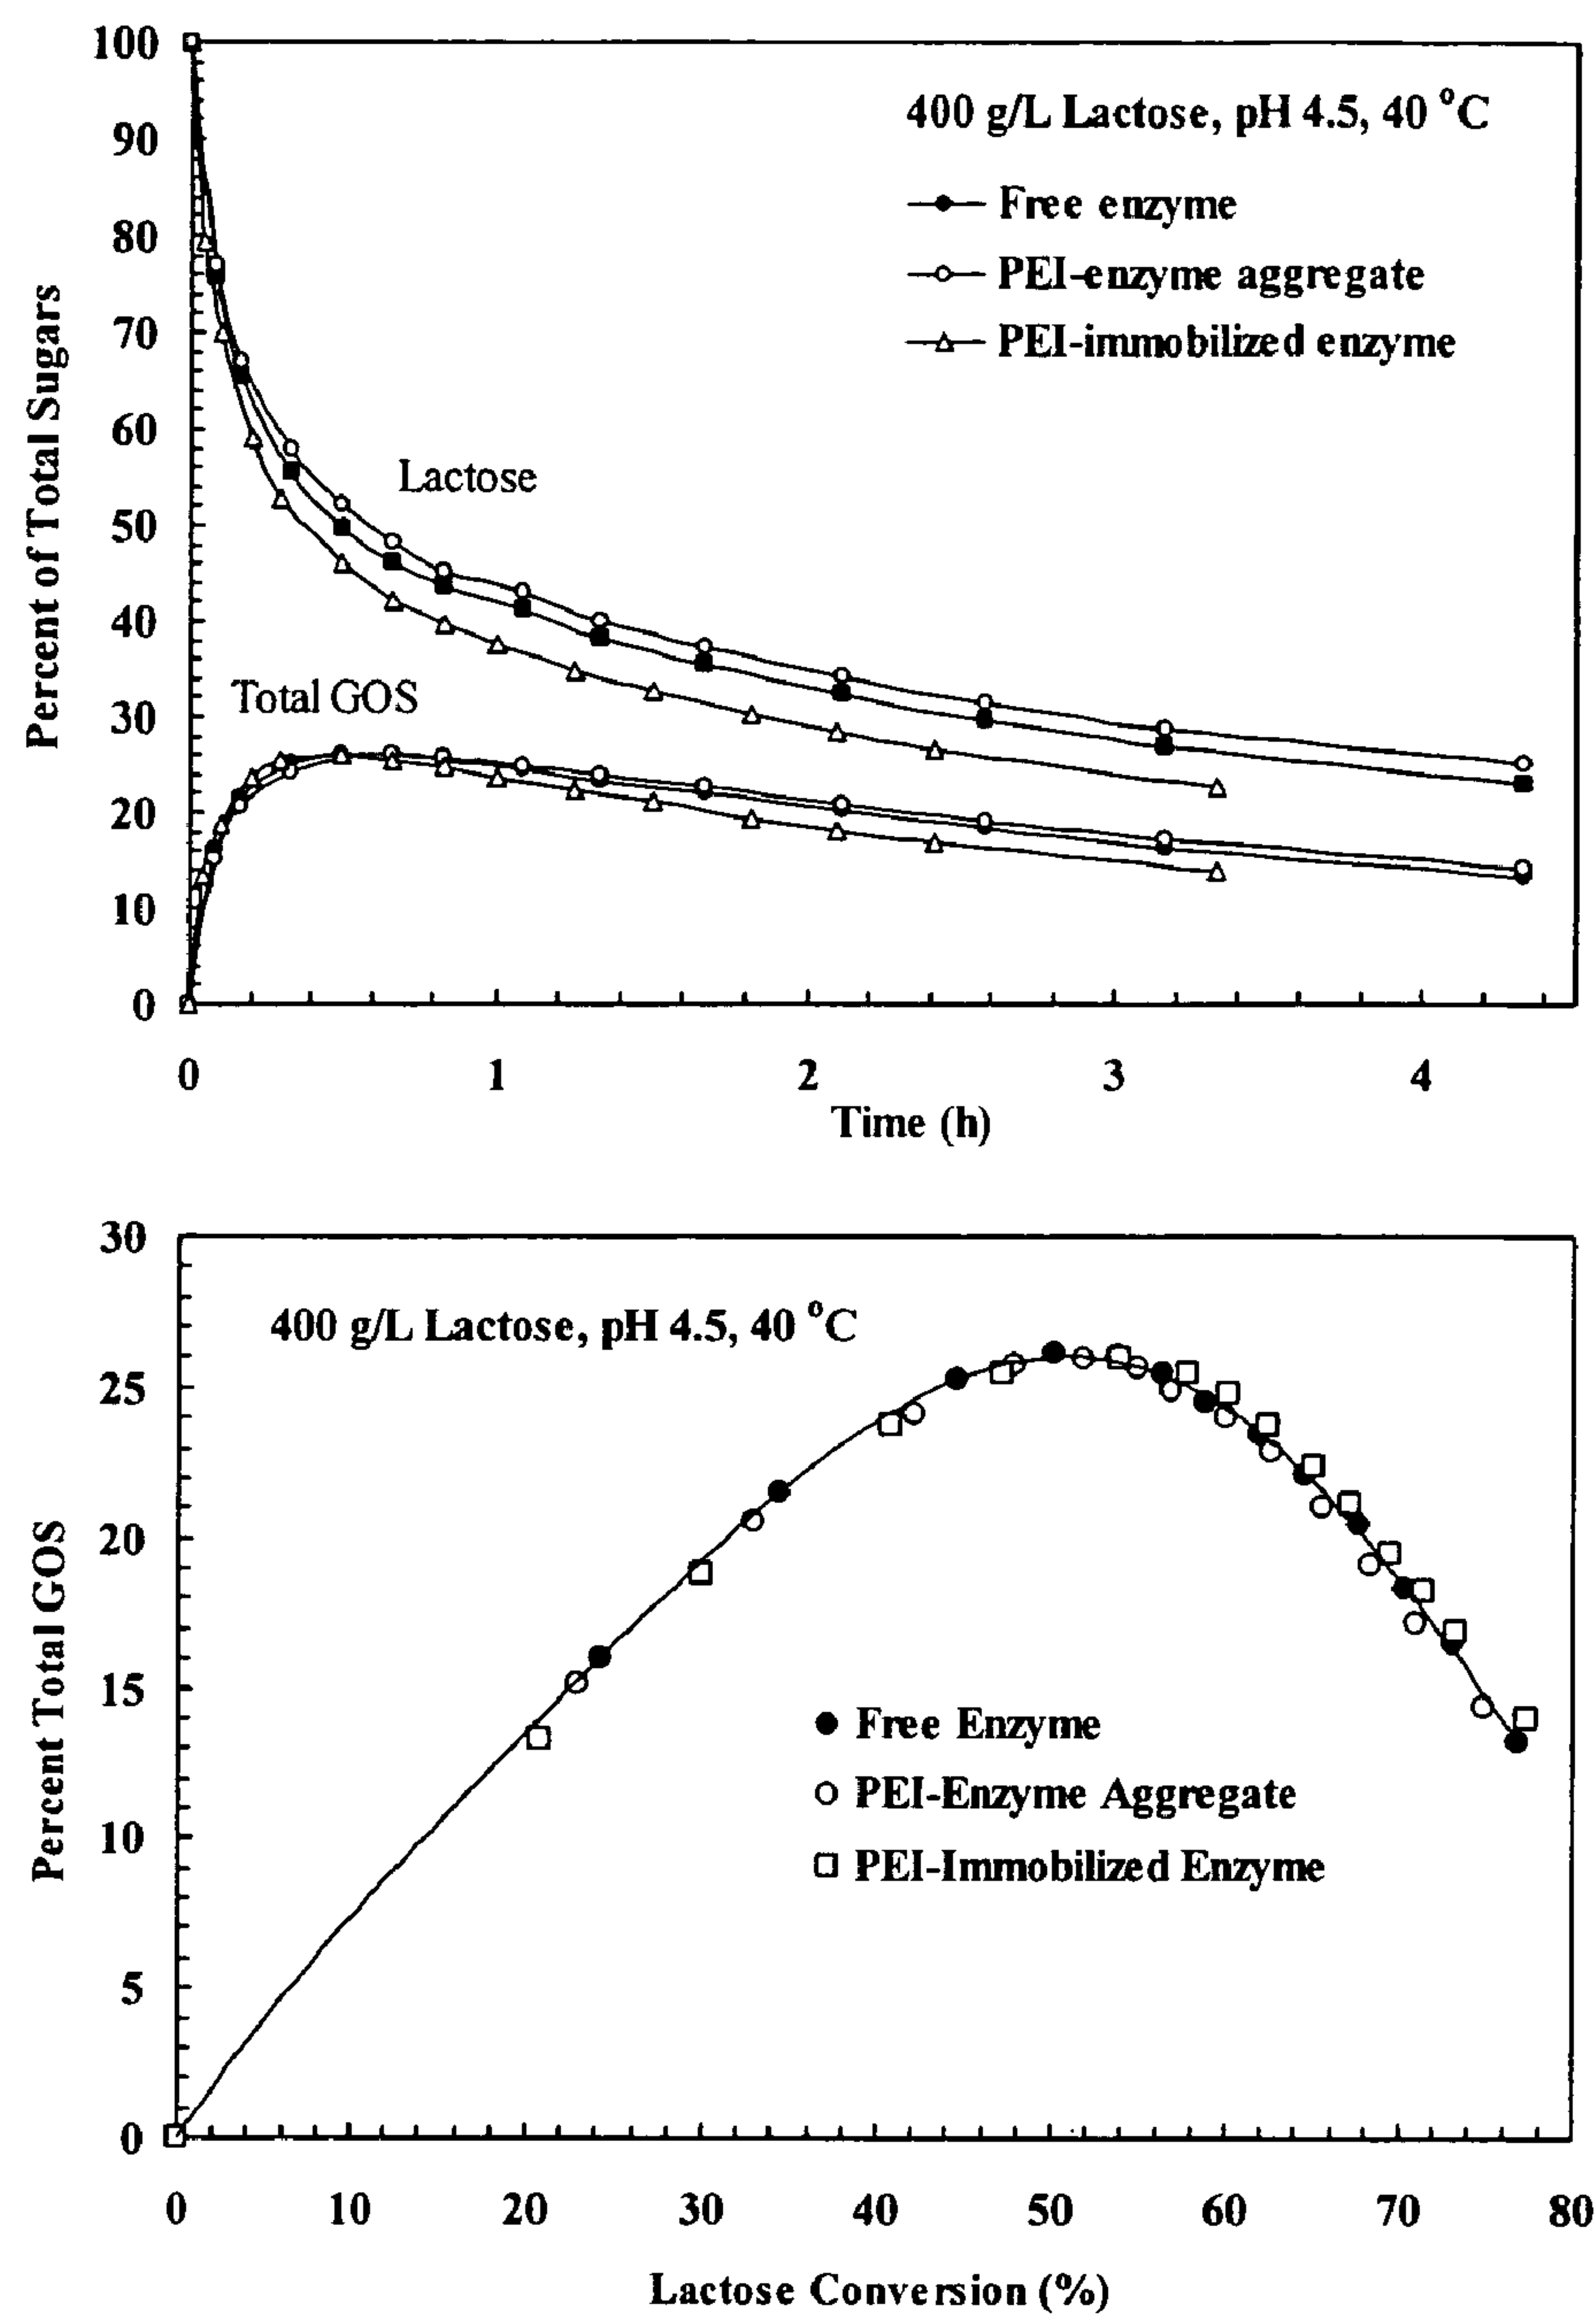 100
90
80
70
60
50
40
30
20
10
0
Percent of Total Sugars
400 g/L Lactose, pH 4.5, 40 °C
Free enzyme
PEI-enzyme aggregate
PEI-immobilized enzyme
Lactose
Total GOS
0 1 2 3 4
Time (h)
30
25
20
15
10
5
0
Percent Total GOS
400 g/L Lactose, pH 4.5, 40 °C
Free Enzyme
PEI-Enzyme Aggregate
PEI-Immobilized Enzyme
0 10 20 30 40 50 60 70 80
Lactose Conversion (%)